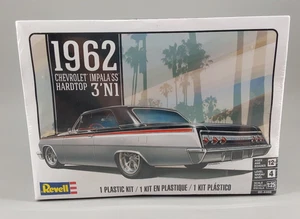 1962
CHEVROLET IMPALA SS
HARDTOP 3'N1
Revell
1 PLASTIC KIT / 1 KIT EN PLASTIQUE / 1 KIT PLÁSTICO
12+
4
1:25